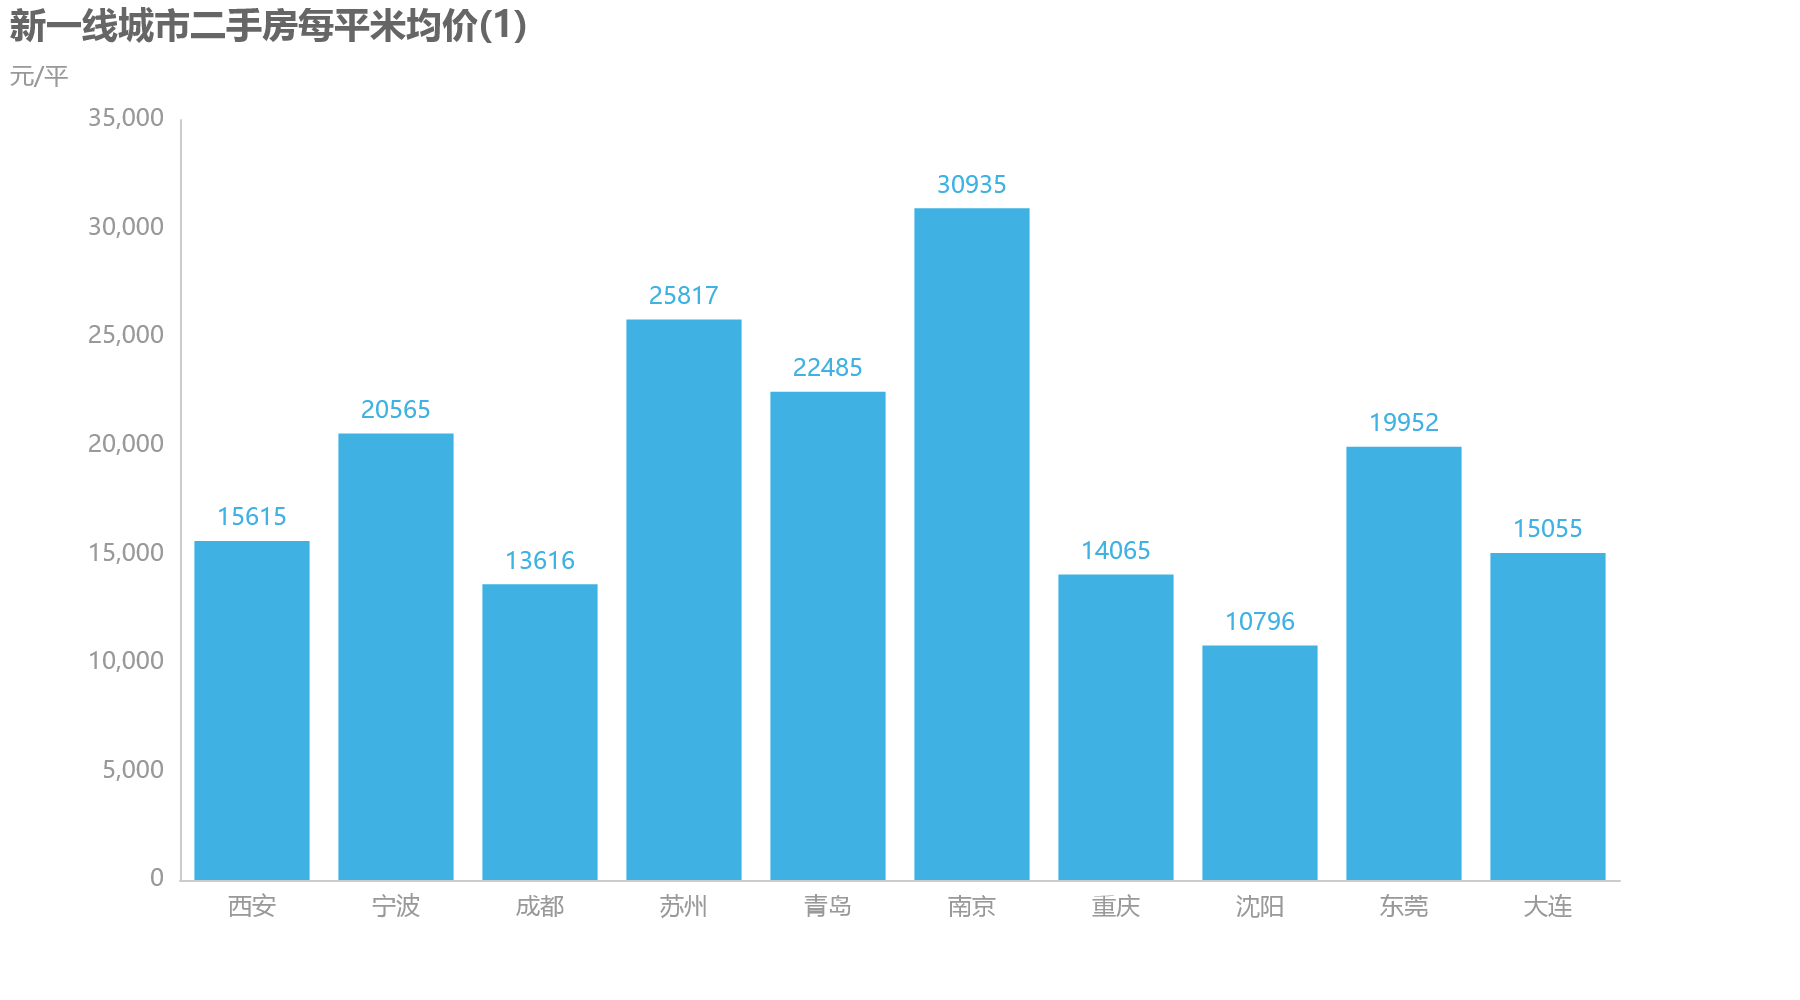 新一线城市二手房每平米均价(1)
元/平
35,000
30,000
25,000
20,000
15,000
10,000
5,000
0
15615
20565
13616
25817
22485
30935
14065
10796
19952
15055
西安
宁波
成都
苏州
青岛
南京
重庆
沈阳
东莞
大连